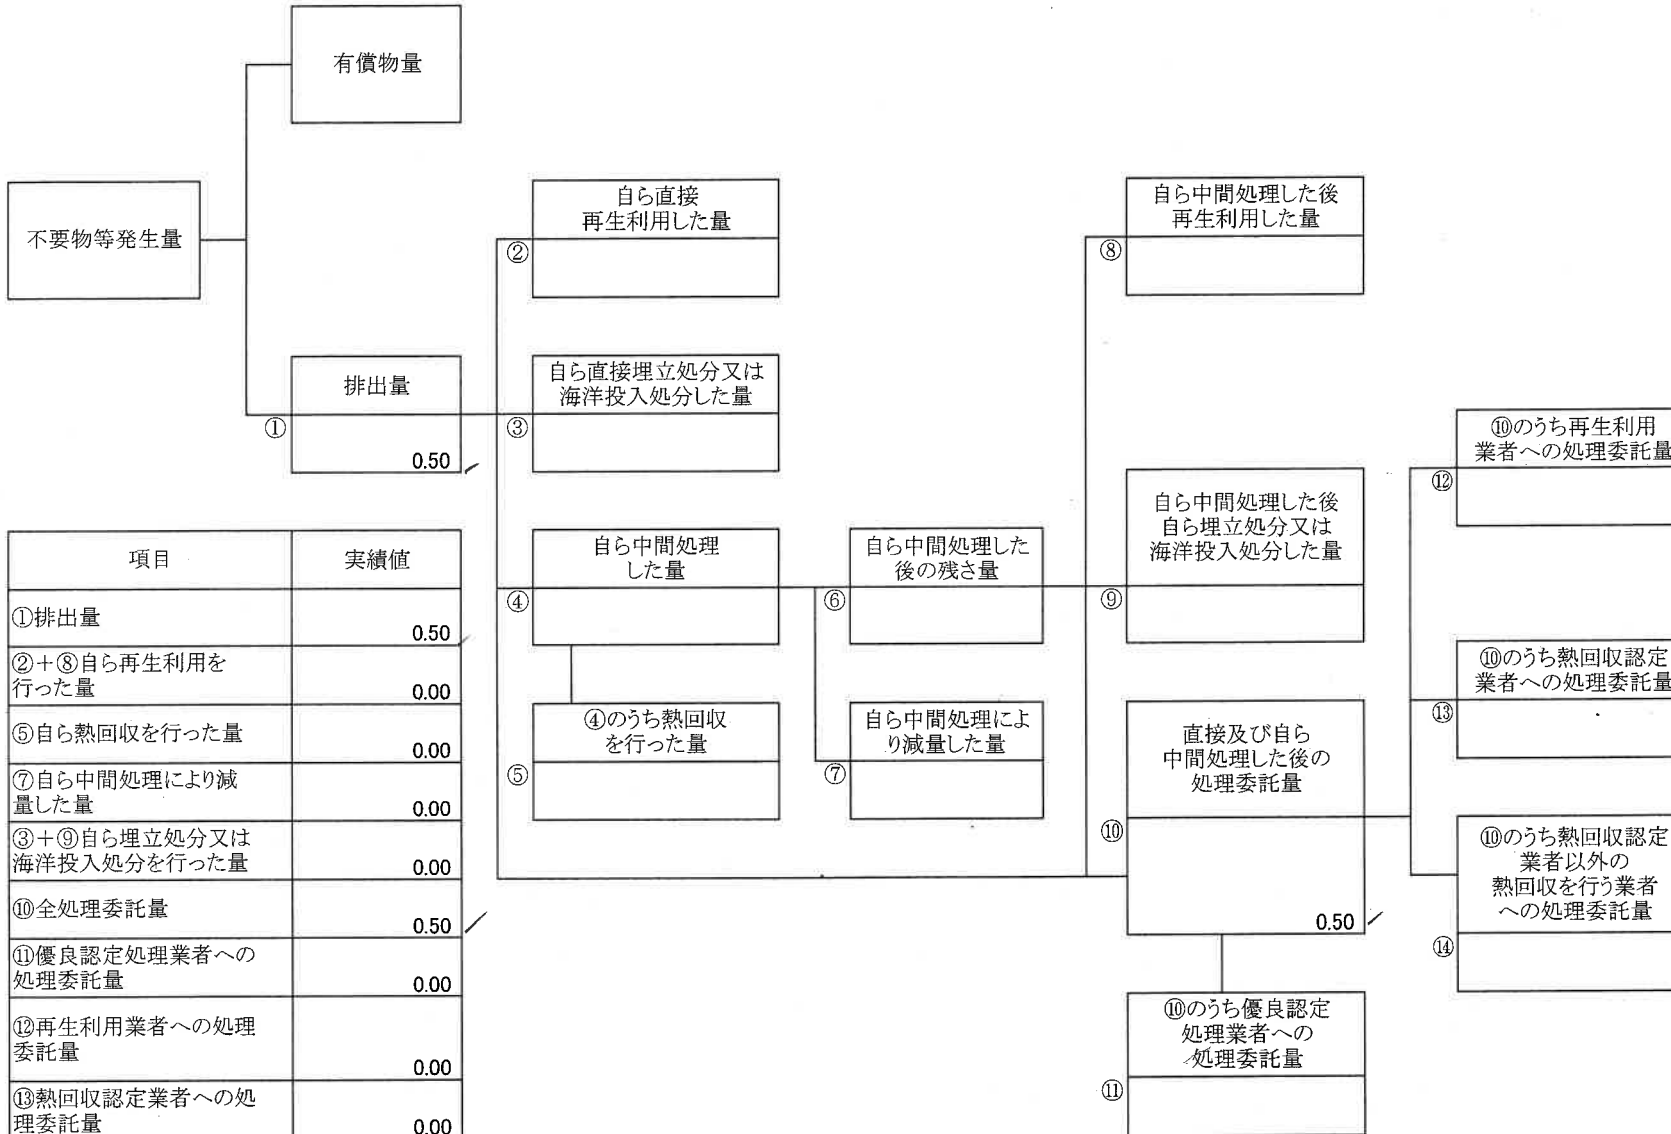 有償物量
不要物等発生量
排出量
①
0.50
自ら直接
再生利用した量
②
自ら直接埋立処分又は
海洋投入処分した量
③
自ら中間処理
した量
④
④のうち熱回収
を行った量
⑤
自ら中間処理した
後の残さ量
⑥
自ら中間処理によ
り減量した量
⑦
自ら中間処理した後
再生利用した量
⑧
自ら中間処理した後
自ら埋立処分又は
海洋投入処分した量
⑨
直接及び自ら
中間処理した後の
処理委託量
⑩
0.50
⑩のうち優良認定
処理業者への
処理委託量
⑪
⑩のうち再生利用
業者への処理委託量
⑫
⑩のうち熱回収認定
業者への処理委託量
⑬
⑩のうち熱回収認定
業者以外の
熱回収を行う業者
への処理委託量
⑭
項目 実績値
①排出量
0.50
②+⑧自ら再生利用を
行った量
0.00
⑤自ら熱回収を行った量
0.00
⑦自ら中間処理により減
量した量
0.00
③+⑨自ら埋立処分又は
海洋投入処分を行った量
0.00
⑩全処理委託量
0.50
⑪優良認定処理業者への
処理委託量
0.00
⑫再生利用業者への処理
委託量
0.00
⑬熱回収認定業者への処
理委託量
0.00